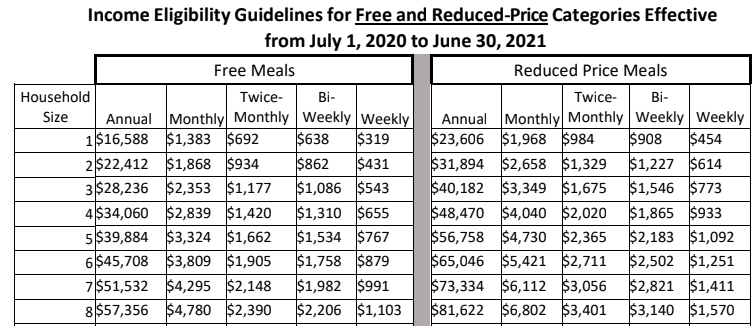 Income Eligibility Guidelines for Free and Reduced-Price Categories Effective
from July 1, 2020 to June 30, 2021
Free Meals Reduced Price Meals
Household Size Annual Monthly Twice-Monthly Bi-Weekly Weekly Annual Monthly Twice-Monthly Bi-Weekly Weekly
1 $16,588 $1,383 $692 $638 $319 $23,606 $1,968 $984 $908 $454
2 $22,412 $1,868 $934 $862 $431 $31,894 $2,658 $1,329 $1,227 $614
3 $28,236 $2,353 $1,177 $1,086 $543 $40,182 $3,349 $1,675 $1,546 $773
4 $34,060 $2,839 $1,420 $1,310 $655 $48,470 $4,040 $2,020 $1,865 $933
5 $39,884 $3,324 $1,662 $1,534 $767 $56,758 $4,730 $2,365 $2,183 $1,092
6 $45,708 $3,809 $1,905 $1,758 $879 $65,046 $5,421 $2,711 $2,502 $1,251
7 $51,532 $4,295 $2,148 $1,982 $991 $73,334 $6,112 $3,056 $2,821 $1,411
8 $57,356 $4,780 $2,390 $2,206 $1,103 $81,622 $6,802 $3,401 $3,140 $1,570